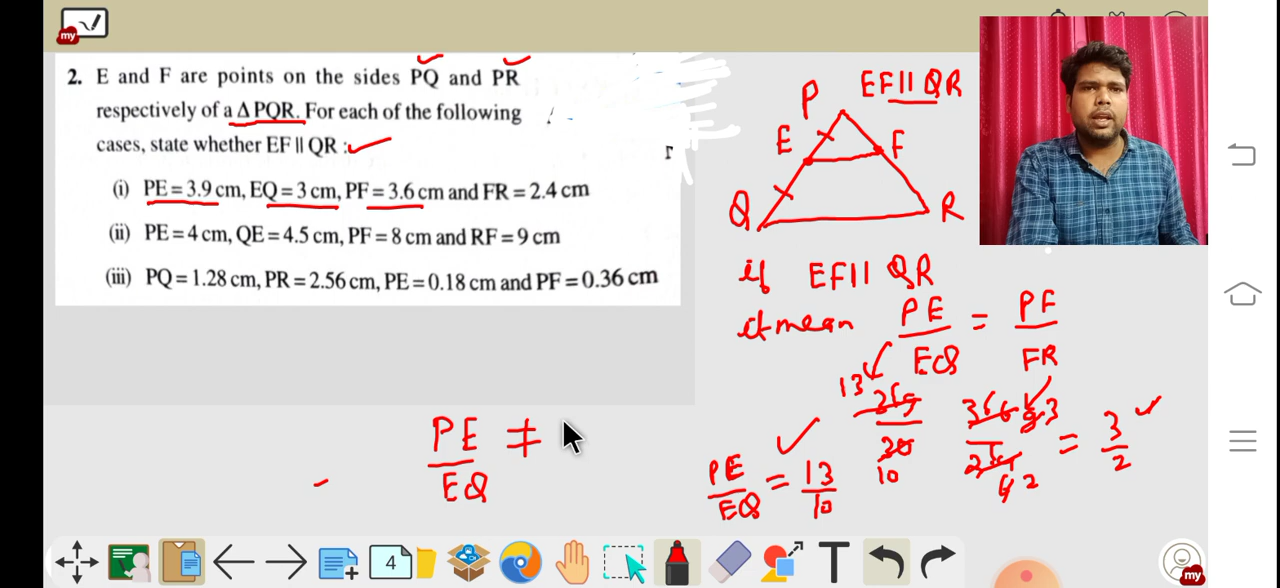 my
2. E and F are points on the sides PQ and PR
respectively of a Δ PQR. For each of the following
cases, state whether EF || QR :
(i) PE = 3.9 cm, EQ = 3 cm, PF = 3.6 cm and FR = 2.4 cm
(ii) PE = 4 cm, QE = 4.5 cm, PF = 8 cm and RF = 9 cm
(iii) PQ = 1.28 cm, PR = 2.56 cm, PE = 0.18 cm and PF = 0.36 cm
EF || QR
P
E F
Q R
if EF || QR
it mean PE/EQ = PF/FR
13
10
3
2
= 3/2
PE/EQ = 13/10
PE/EQ ≠
4
T
my